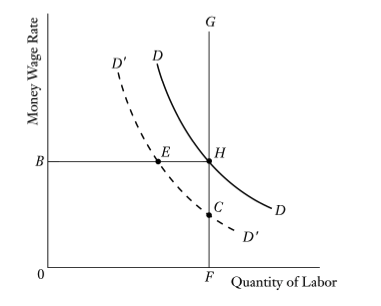 G
D'
D
Money Wage Rate
B
E
H
C
D
D'
0
F
Quantity of Labor